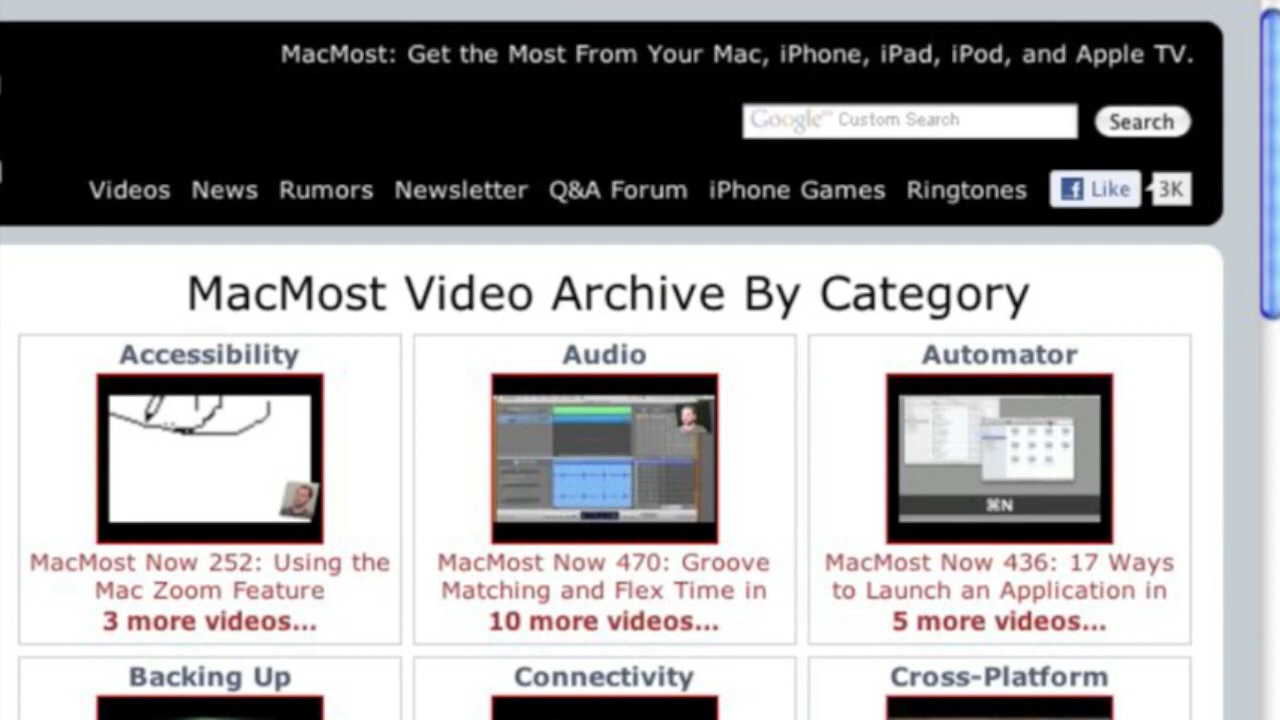 MacMost: Get the Most From Your Mac, iPhone, iPad, iPod, and Apple TV.
Google™ Custom Search
Search
Videos News Rumors Newsletter Q&A Forum iPhone Games Ringtones Like 3K
MacMost Video Archive By Category
Accessibility
MacMost Now 252: Using the
Mac Zoom Feature
3 more videos...
Audio
MacMost Now 470: Groove
Matching and Flex Time in
10 more videos...
Automator
⌘N
MacMost Now 436: 17 Ways
to Launch an Application in
5 more videos...
Backing Up
Connectivity
Cross-Platform